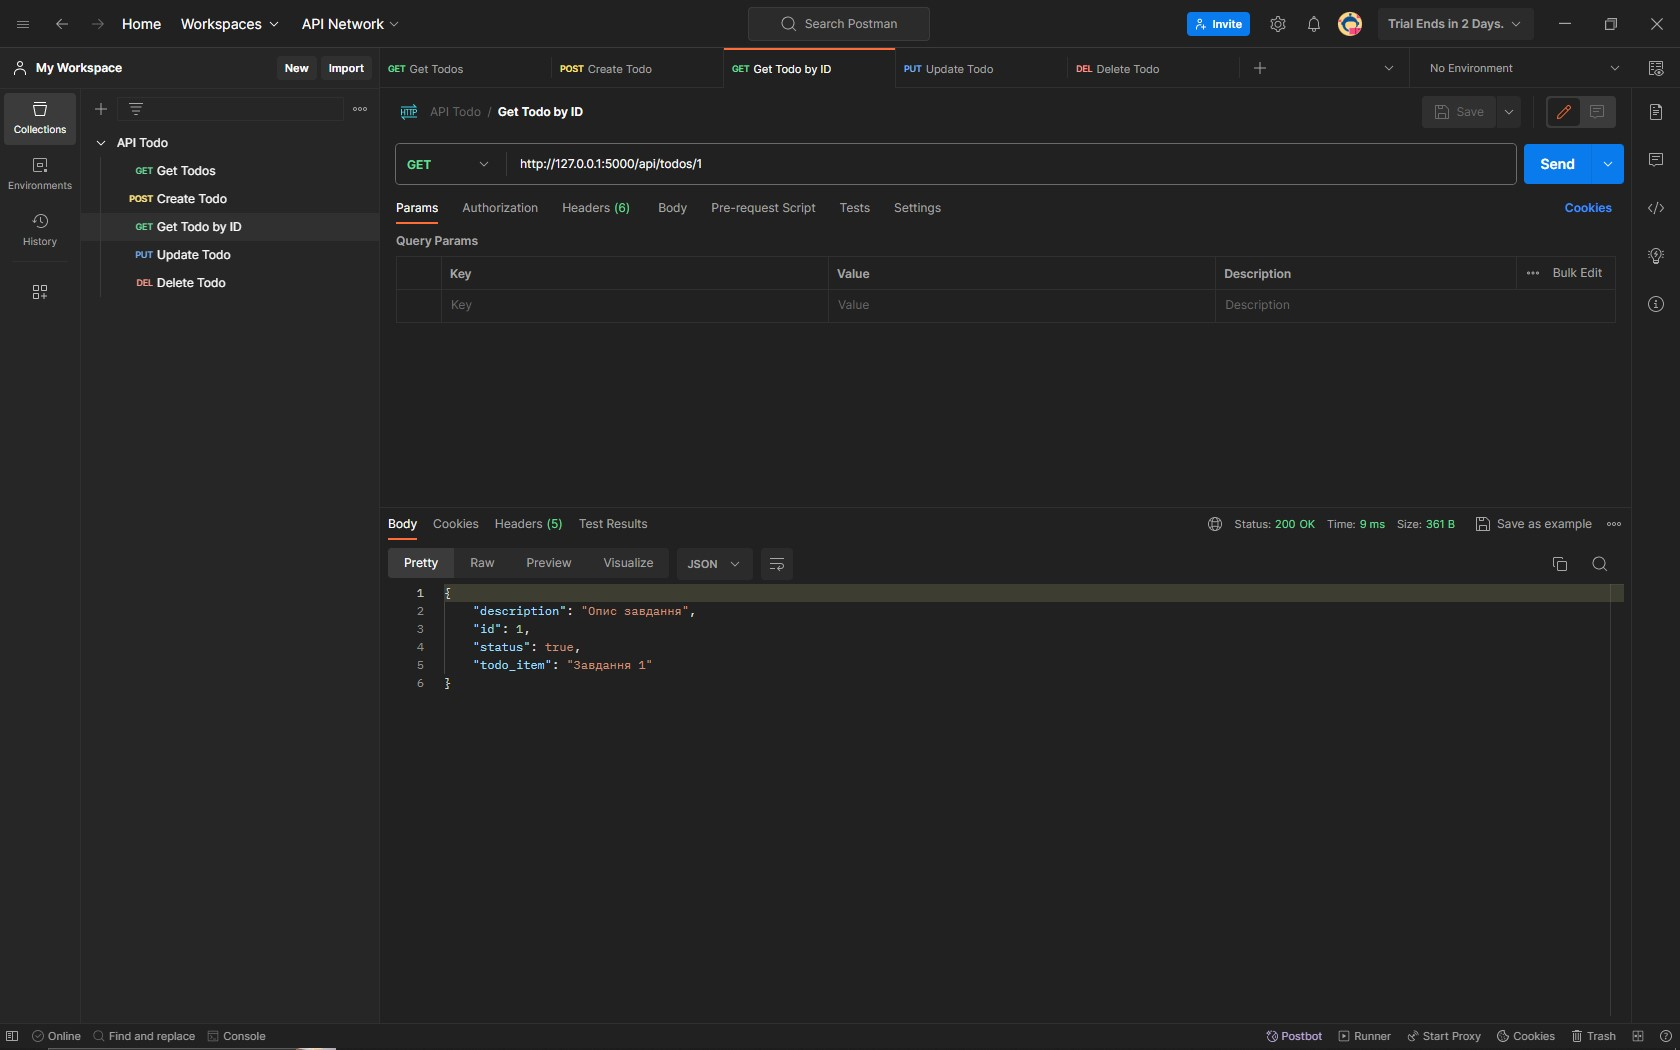 Home Workspaces API Network Search Postman Invite Trial Ends in 2 Days.
My Workspace New Import GET Get Todos POST Create Todo GET Get Todo by ID PUT Update Todo DEL Delete Todo No Environment
Collections
Environments
History
API Todo
GET Get Todos
POST Create Todo
GET Get Todo by ID
PUT Update Todo
DEL Delete Todo
HTTP API Todo / Get Todo by ID Save
GET http://127.0.0.1:5000/api/todos/1 Send
Params Authorization Headers (6) Body Pre-request Script Tests Settings Cookies
Query Params
Key Value Description Bulk Edit
Key Value Description
Body Cookies Headers (5) Test Results Status: 200 OK Time: 9 ms Size: 361 B Save as example
Pretty Raw Preview Visualize JSON
1 {
2 "description": "Опис завдання",
3 "id": 1,
4 "status": true,
5 "todo_item": "Завдання 1"
6 }
Online Find and replace Console Postbot Runner Start Proxy Cookies Trash